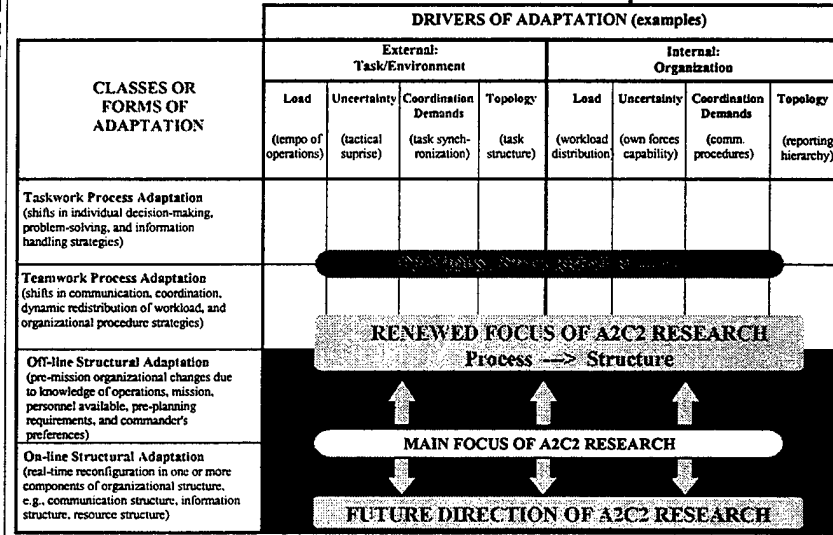 DRIVERS OF ADAPTATION (examples)
External:
Task/Environment
Internal:
Organization
CLASSES OR
FORMS OF
ADAPTATION
Load
(tempo of
operations)
Uncertainty
(tactical
suprise)
Coordination
Demands
(task synch-
ronization)
Topology
(task
structure)
Load
(workload
distribution)
Uncertainty
(own forces
capability)
Coordination
Demands
(comm.
procedures)
Topology
(reporting
hierarchy)
Taskwork Process Adaptation
(shifts in individual decision-making,
problem-solving, and information
handling strategies)
Teamwork Process Adaptation
(shifts in communication, coordination,
dynamic redistribution of workload, and
organizational procedure strategies)
RENEWED FOCUS OF A2C2 RESEARCH
Process ---> Structure
Off-line Structural Adaptation
(pre-mission organizational changes due
to knowledge of operations, mission,
personnel available, pre-planning
requirements, and commander's
preferences)
MAIN FOCUS OF A2C2 RESEARCH
On-line Structural Adaptation
(real-time reconfiguration in one or more
components of organizational structure,
e.g., communication structure, information
structure, resource structure)
FUTURE DIRECTION OF A2C2 RESEARCH